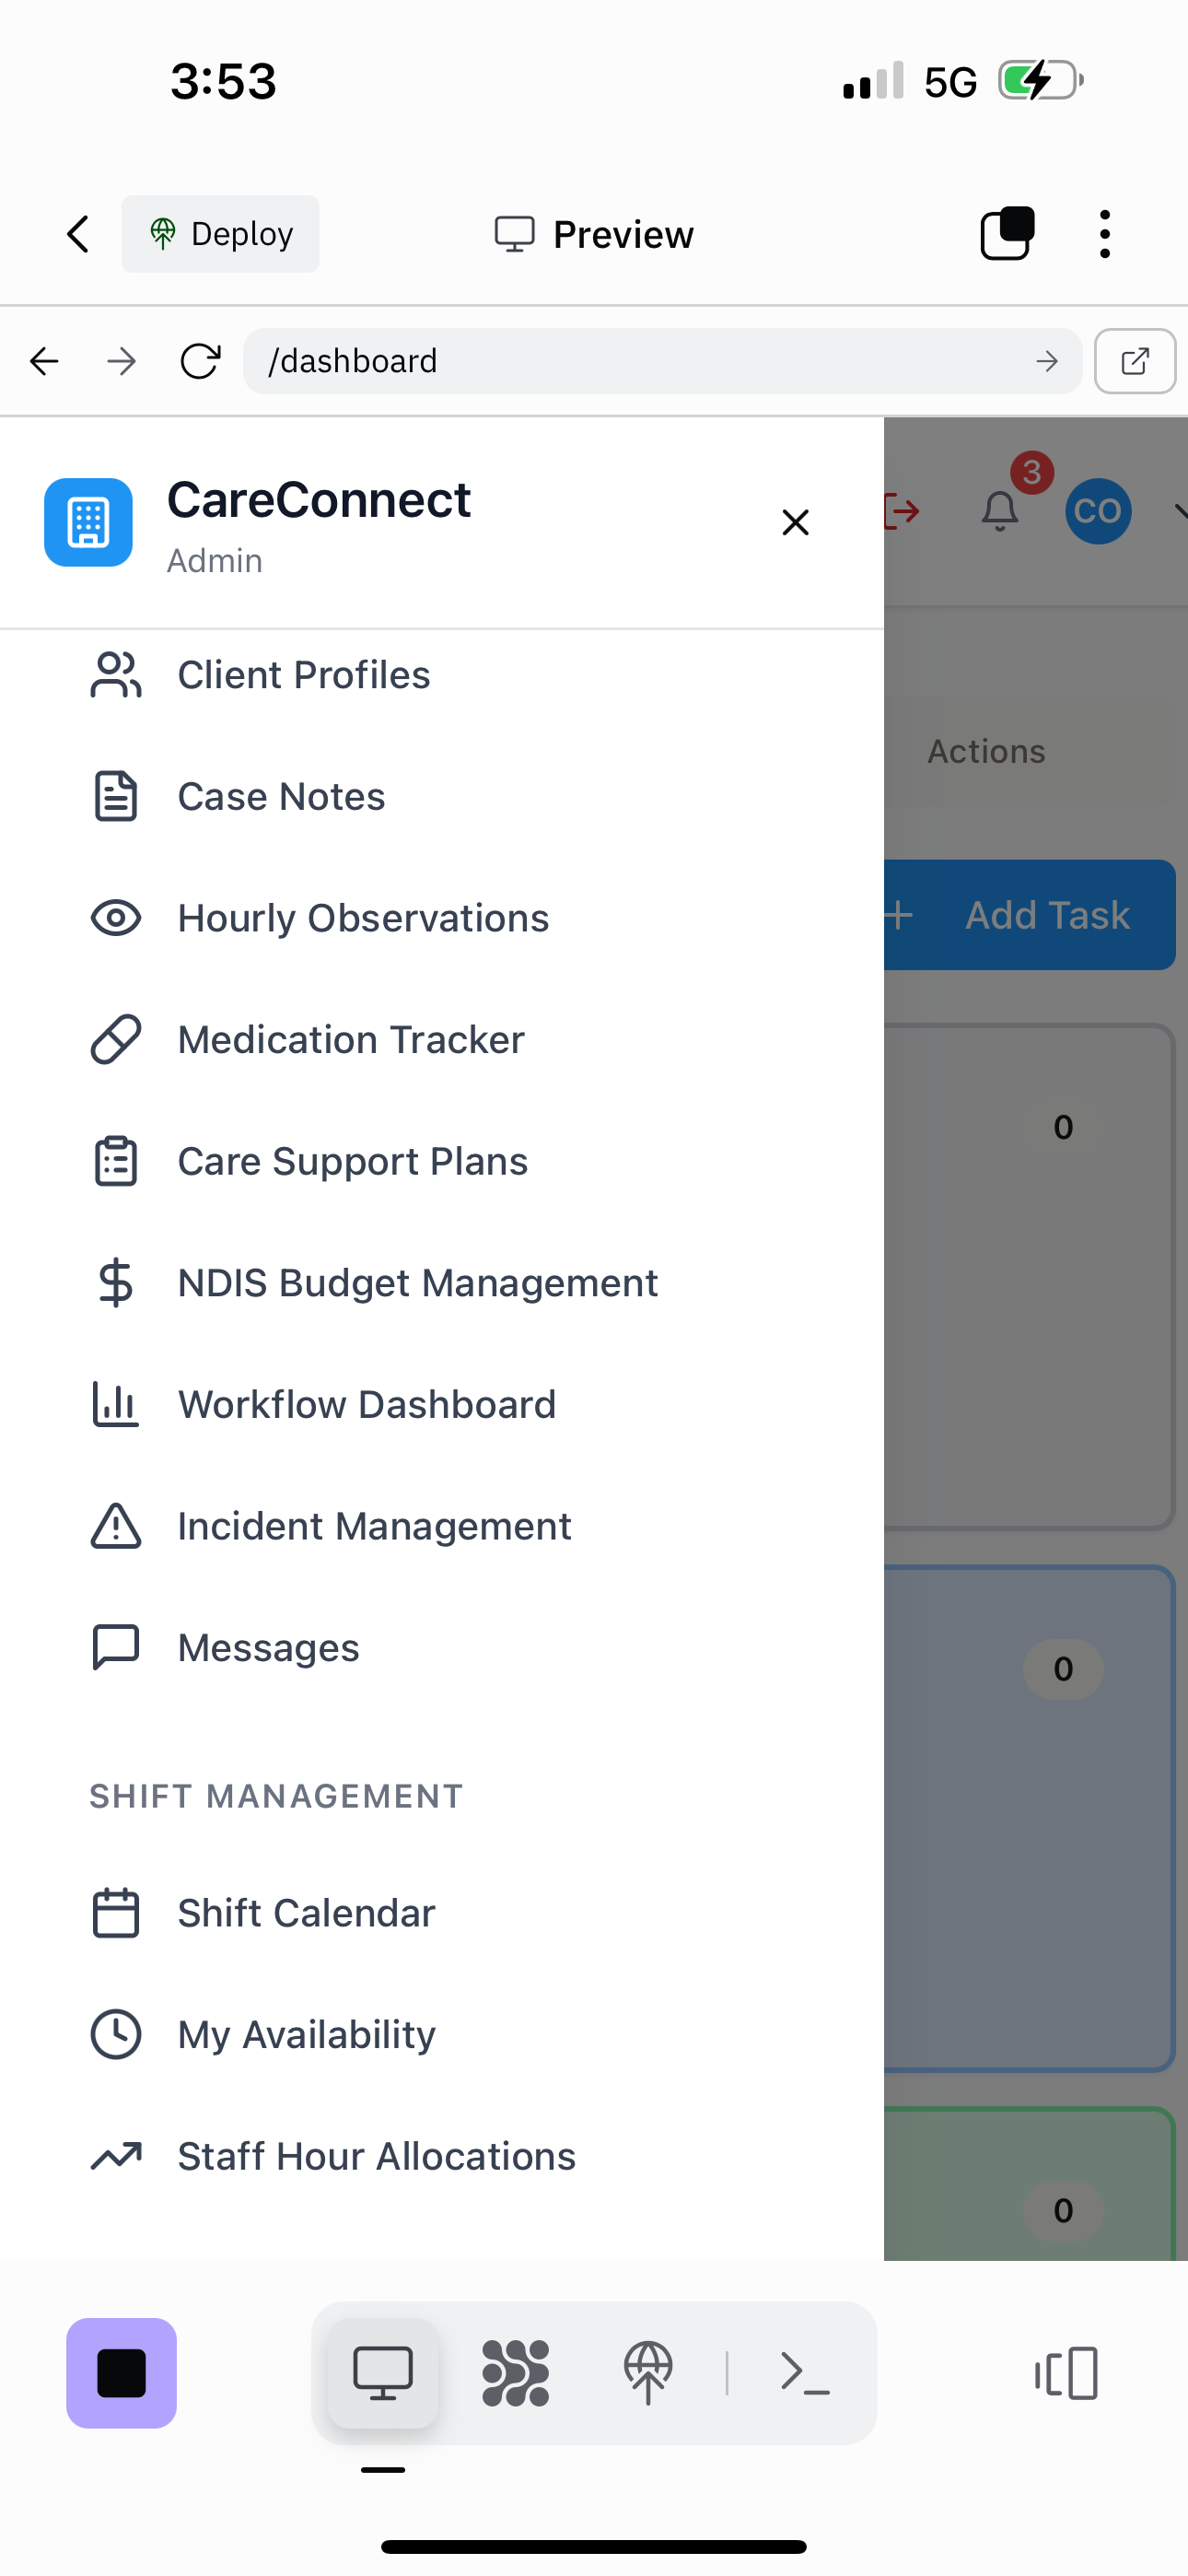 3:53
5G
Deploy
Preview
/dashboard
CareConnect
Admin
3
CO
Client Profiles
Actions
Case Notes
Hourly Observations
Add Task
Medication Tracker
0
Care Support Plans
NDIS Budget Management
Workflow Dashboard
Incident Management
Messages
0
SHIFT MANAGEMENT
Shift Calendar
My Availability
Staff Hour Allocations
0